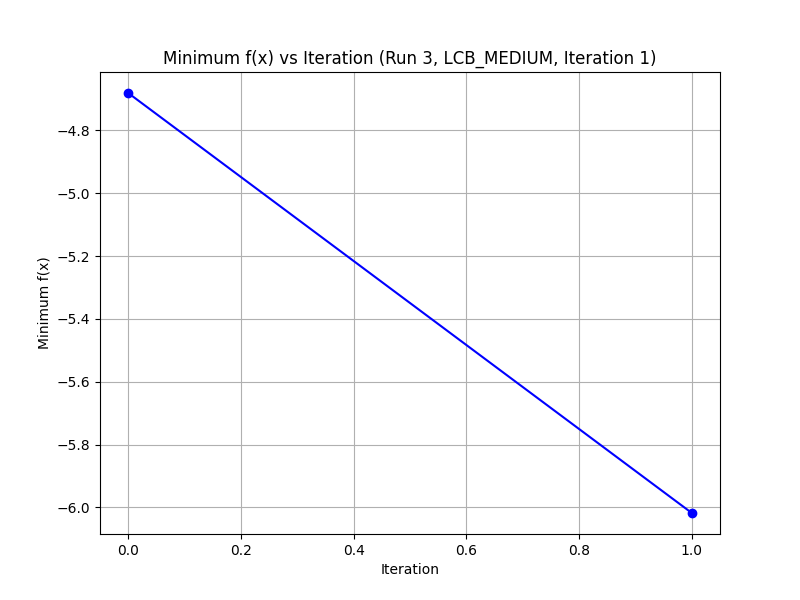 Minimum f(x) vs Iteration (Run 3, LCB_MEDIUM, Iteration 1)
Minimum f(x)
−4.8
−5.0
−5.2
−5.4
−5.6
−5.8
−6.0
0.0 0.2 0.4 0.6 0.8 1.0
Iteration